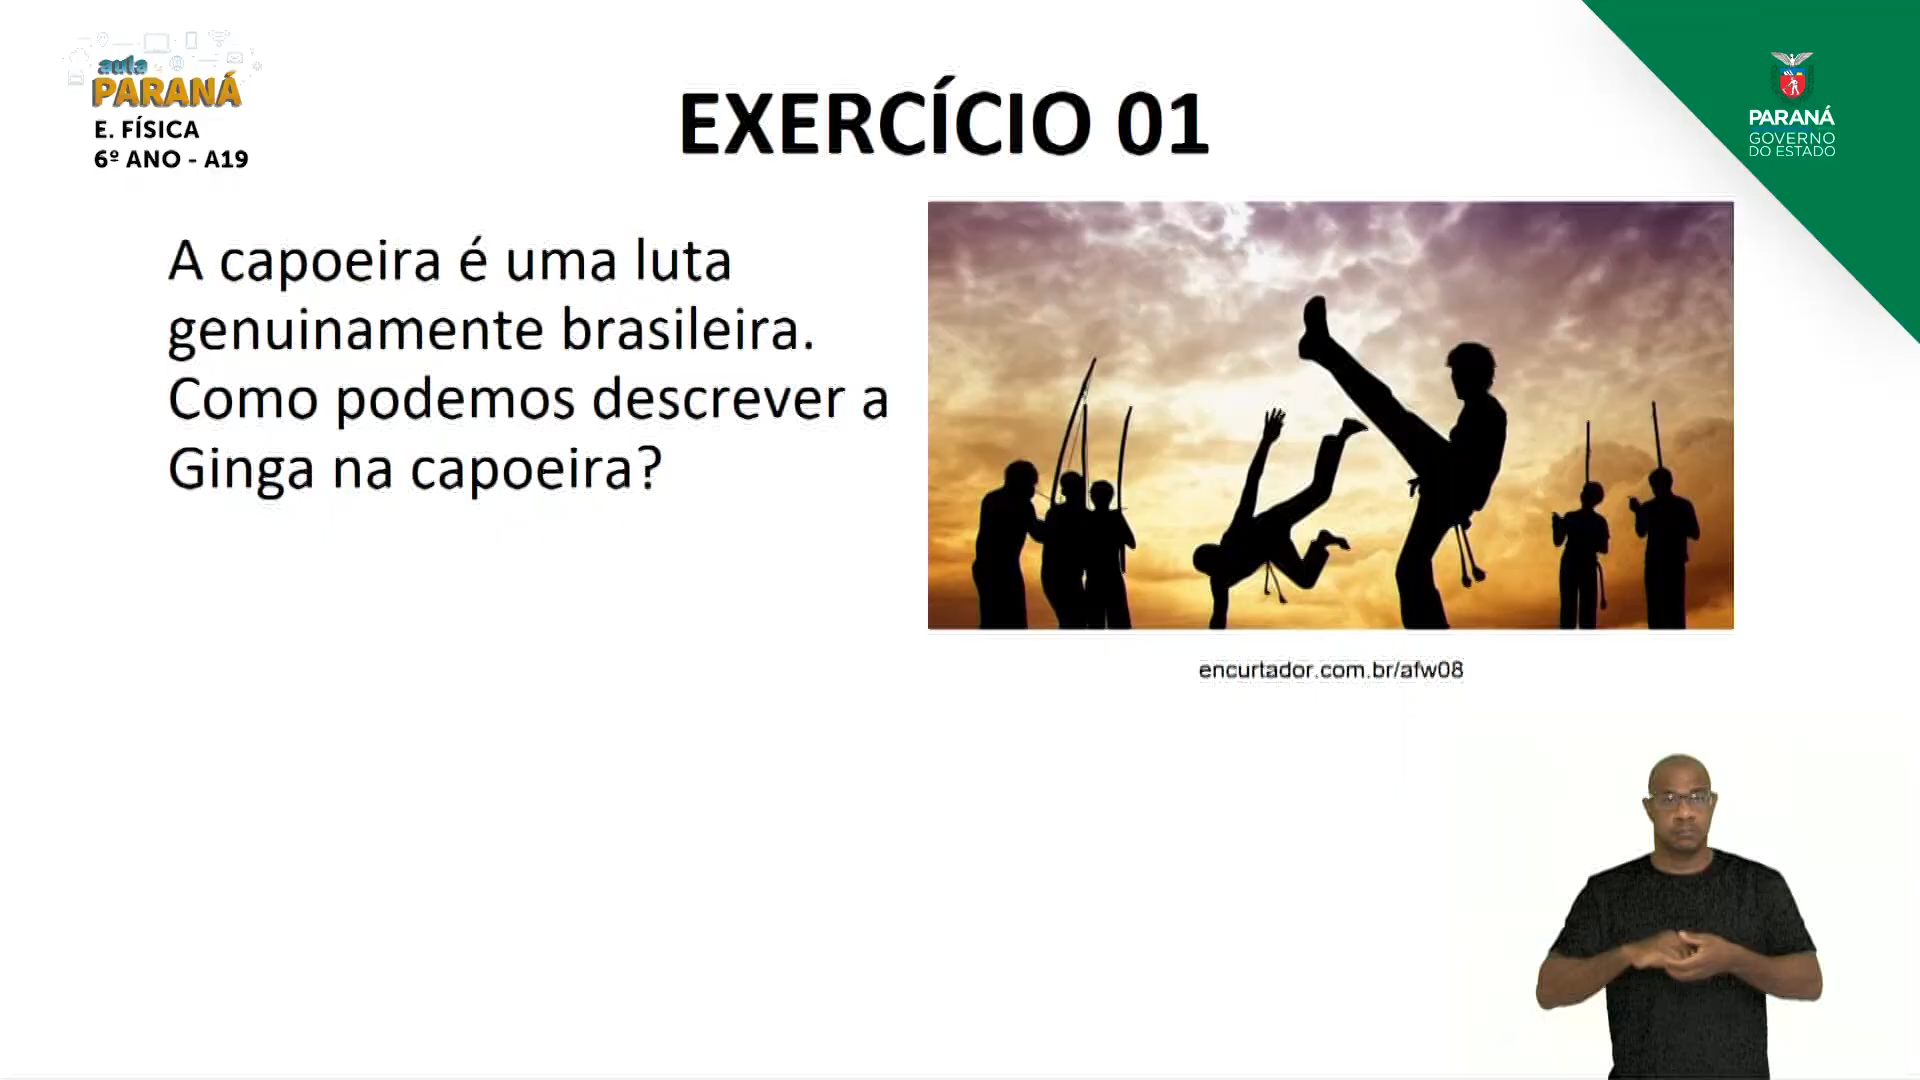 aula
PARANÁ
E. FÍSICA
6º ANO - A19
EXERCÍCIO 01
PARANÁ
GOVERNO
DO ESTADO
A capoeira é uma luta
genuinamente brasileira.
Como podemos descrever a
Ginga na capoeira?
encurtador.com.br/afw08